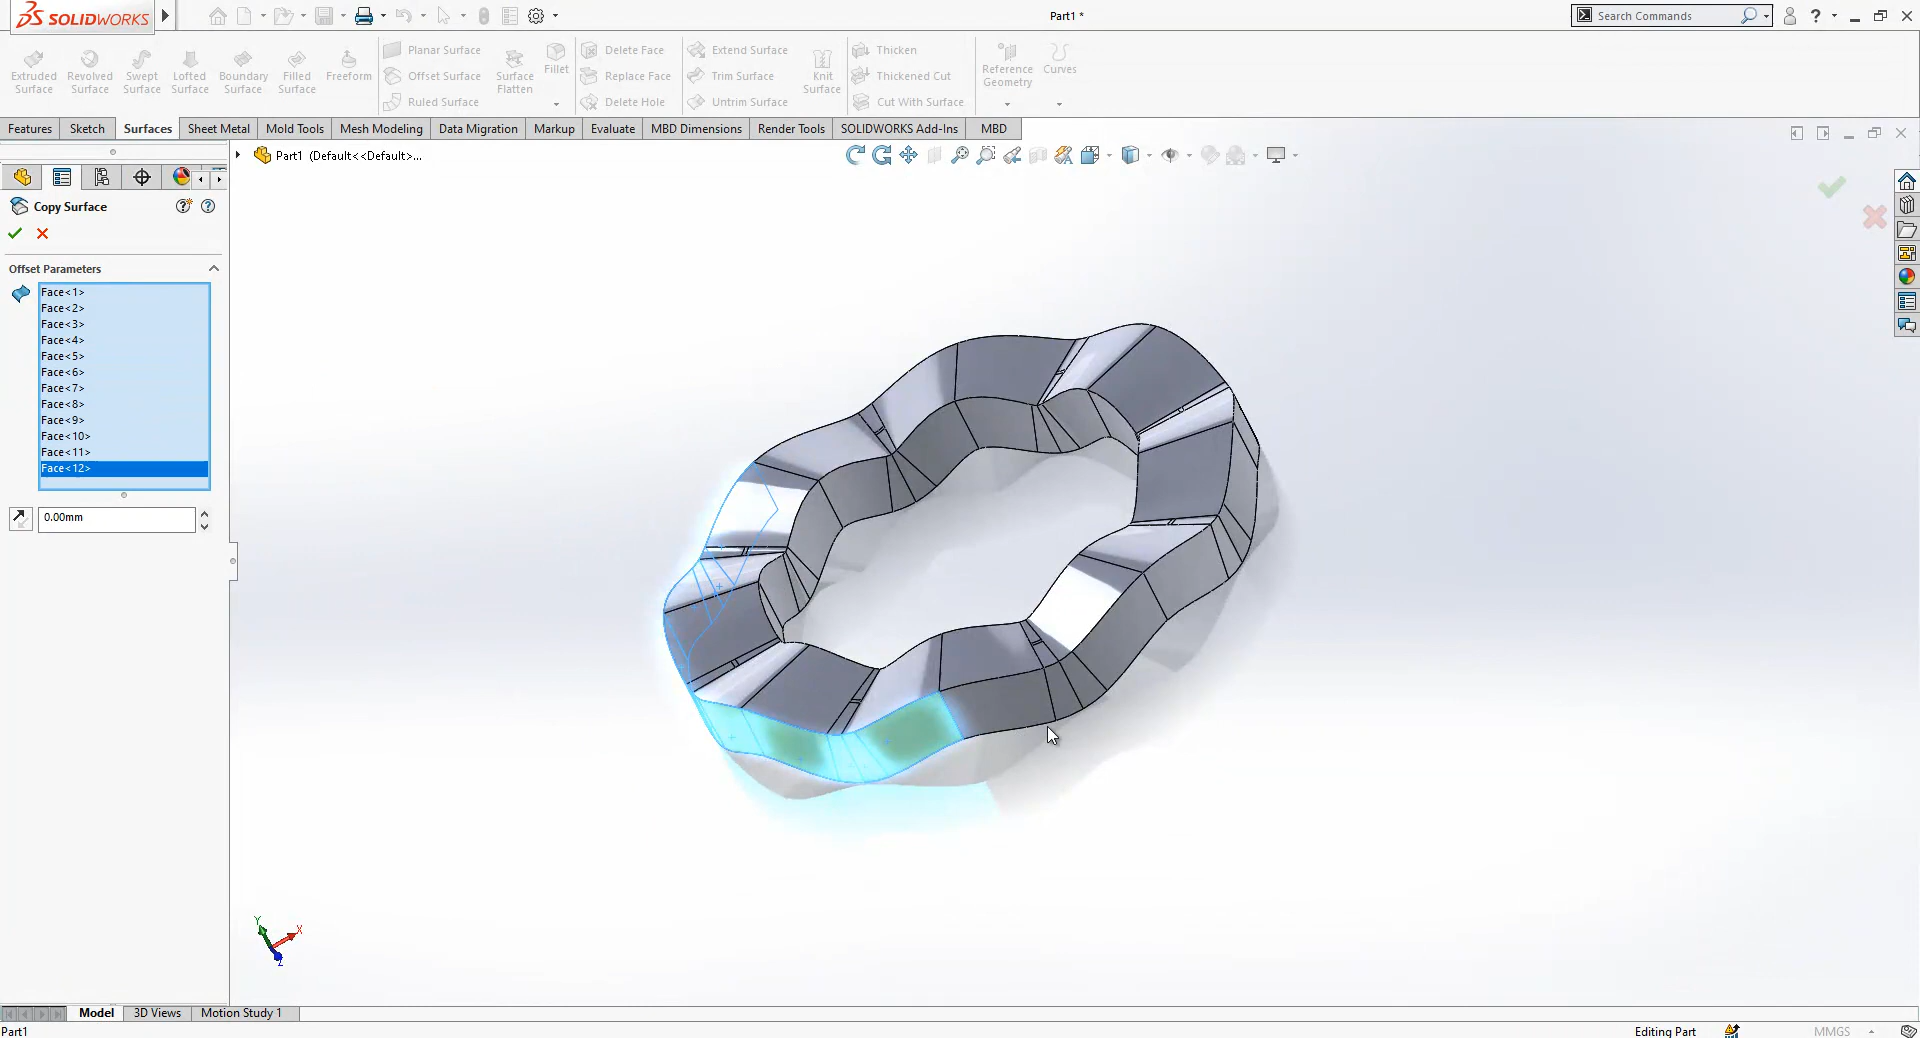 SOLIDWORKS
Part1 *
Search Commands
Extruded Surface
Revolved Surface
Swept Surface
Lofted Surface
Boundary Surface
Filled Surface
Freeform
Planar Surface
Offset Surface
Ruled Surface
Surface Flatten
Fillet
Delete Face
Replace Face
Delete Hole
Extend Surface
Trim Surface
Untrim Surface
Knit Surface
Thicken
Thickened Cut
Cut With Surface
Reference Geometry
Curves
Features
Sketch
Surfaces
Sheet Metal
Mold Tools
Mesh Modeling
Data Migration
Markup
Evaluate
MBD Dimensions
Render Tools
SOLIDWORKS Add-Ins
MBD
Part1 (Default<<Default>...
Copy Surface
Offset Parameters
Face<1>
Face<2>
Face<3>
Face<4>
Face<5>
Face<6>
Face<7>
Face<8>
Face<9>
Face<10>
Face<11>
Face<12>
0.00mm
Y
X
Z
Model
3D Views
Motion Study 1
Part1
Editing Part
MMGS